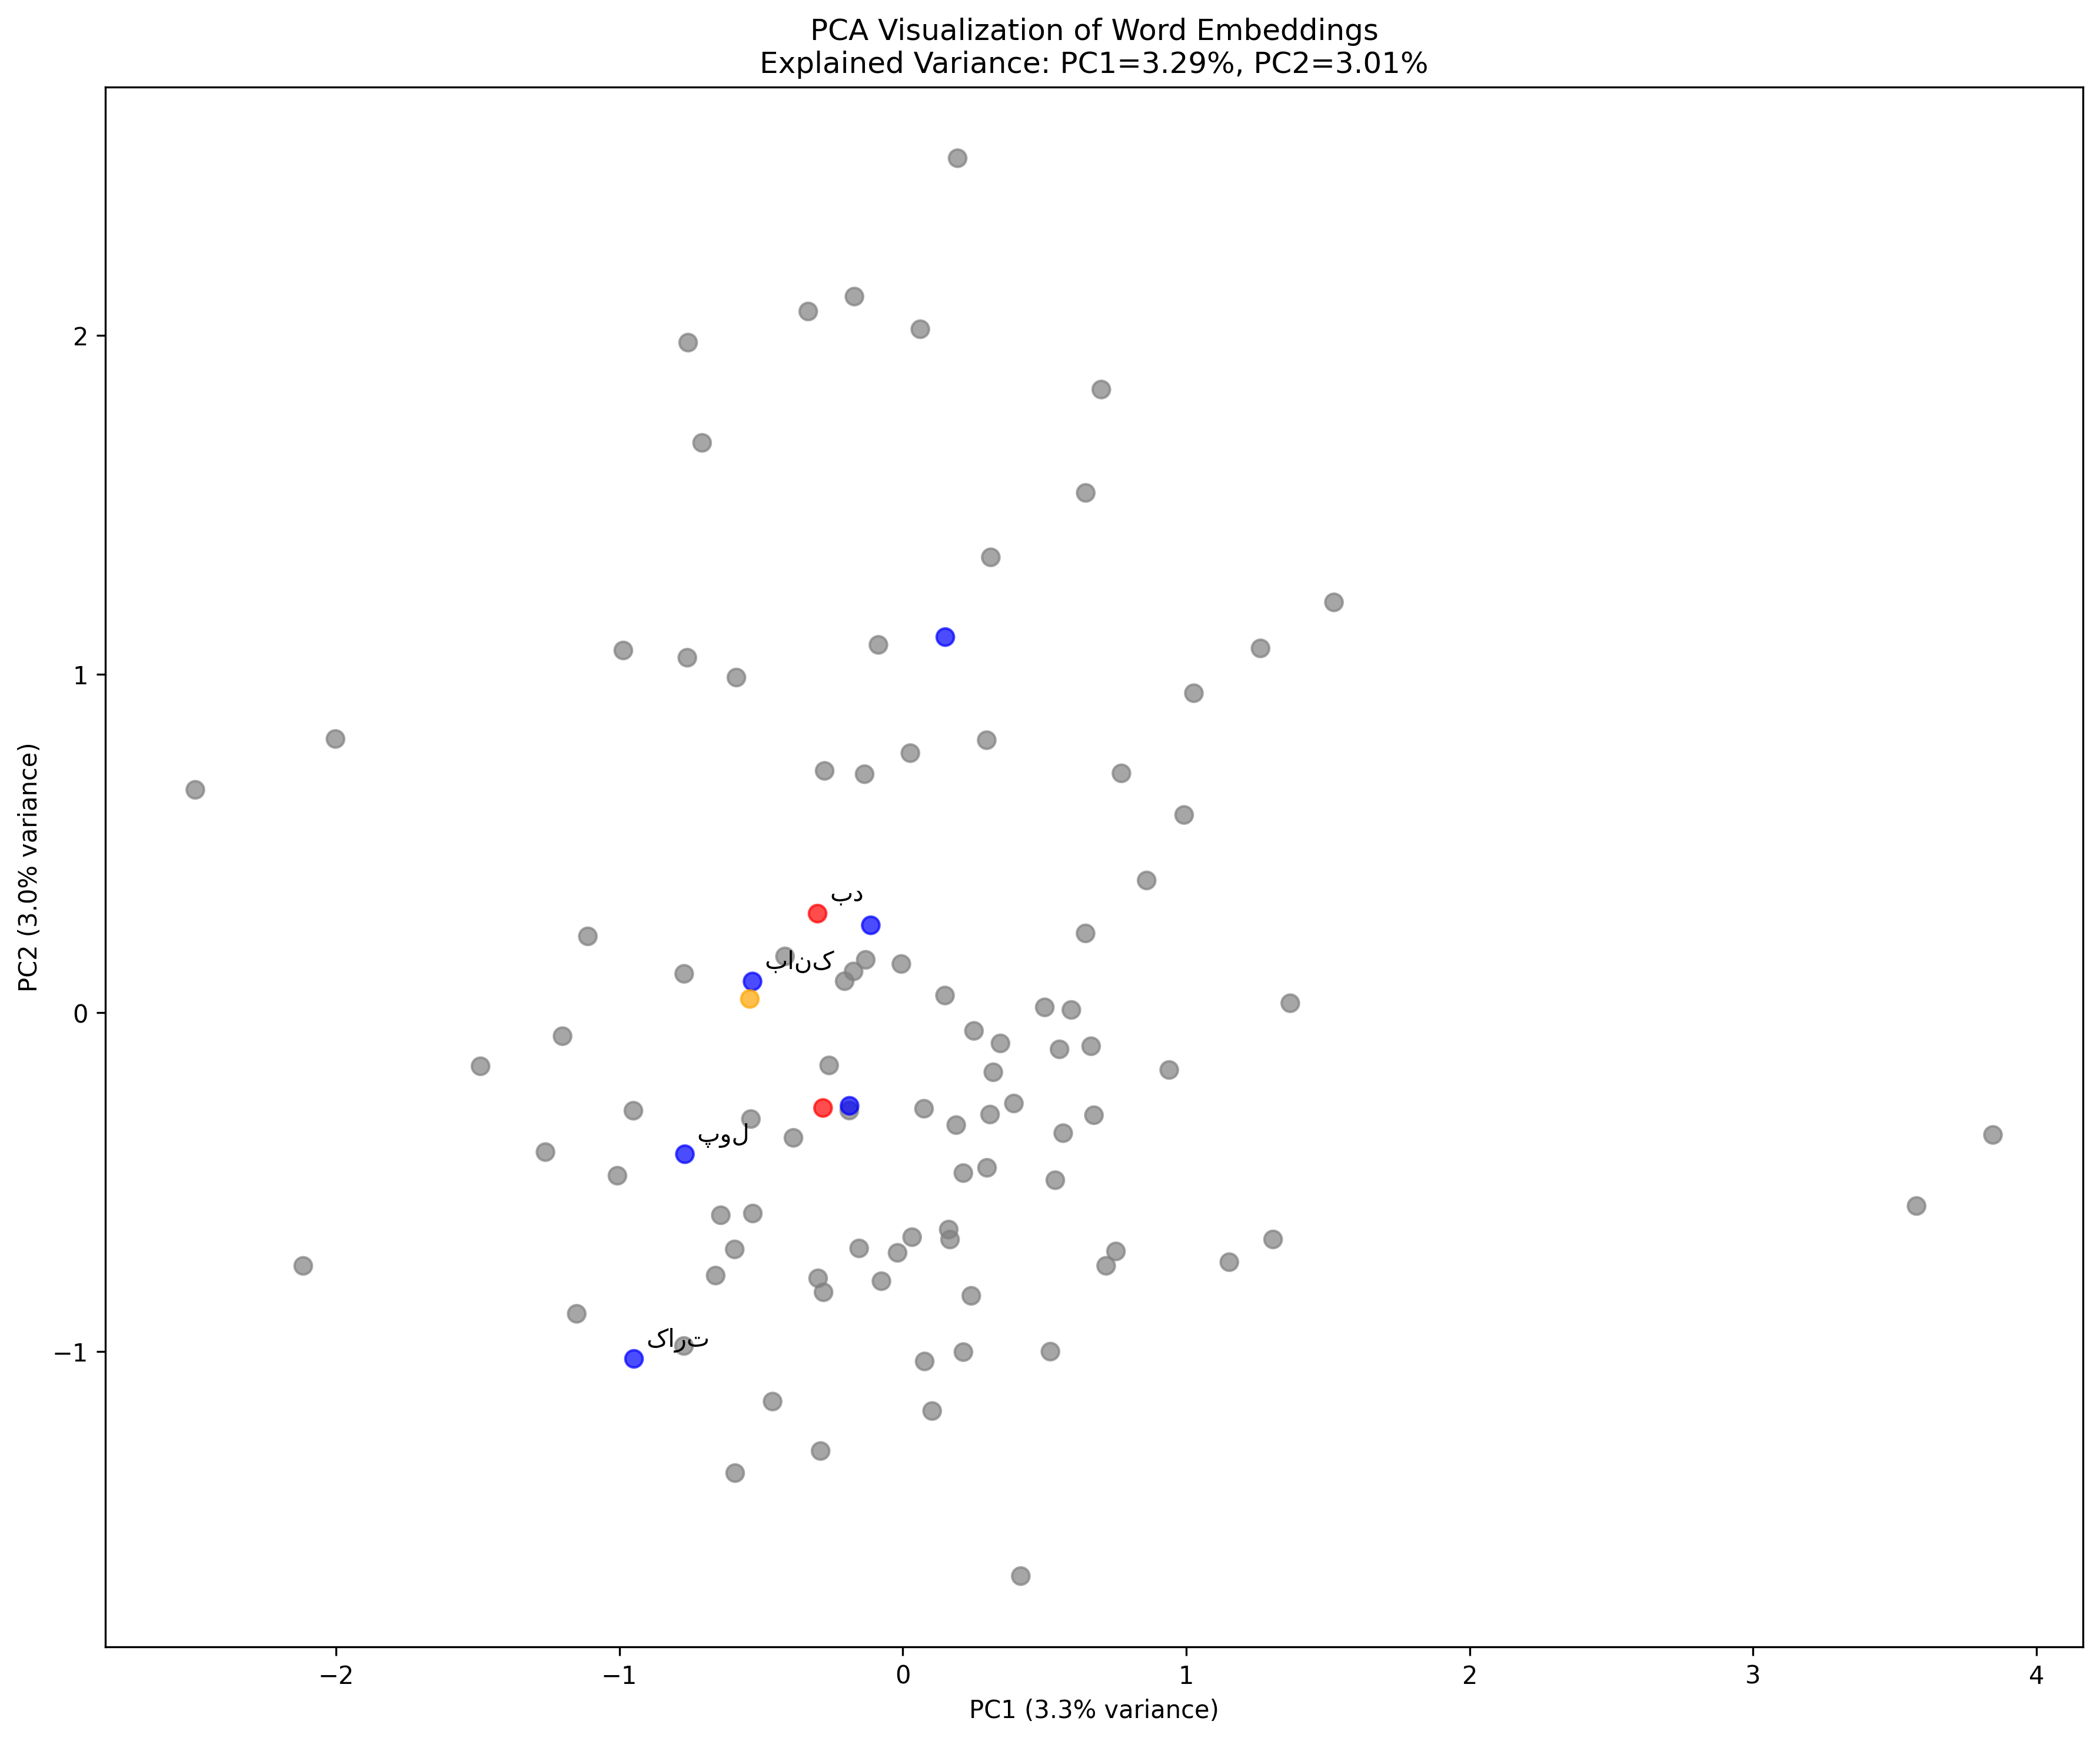 PCA Visualization of Word Embeddings
Explained Variance: PC1=3.29%, PC2=3.01%
PC2 (3.0% variance)
2
1
0
−1
بد
بانک
پول
کارت
−2
−1
0
1
2
3
4
PC1 (3.3% variance)